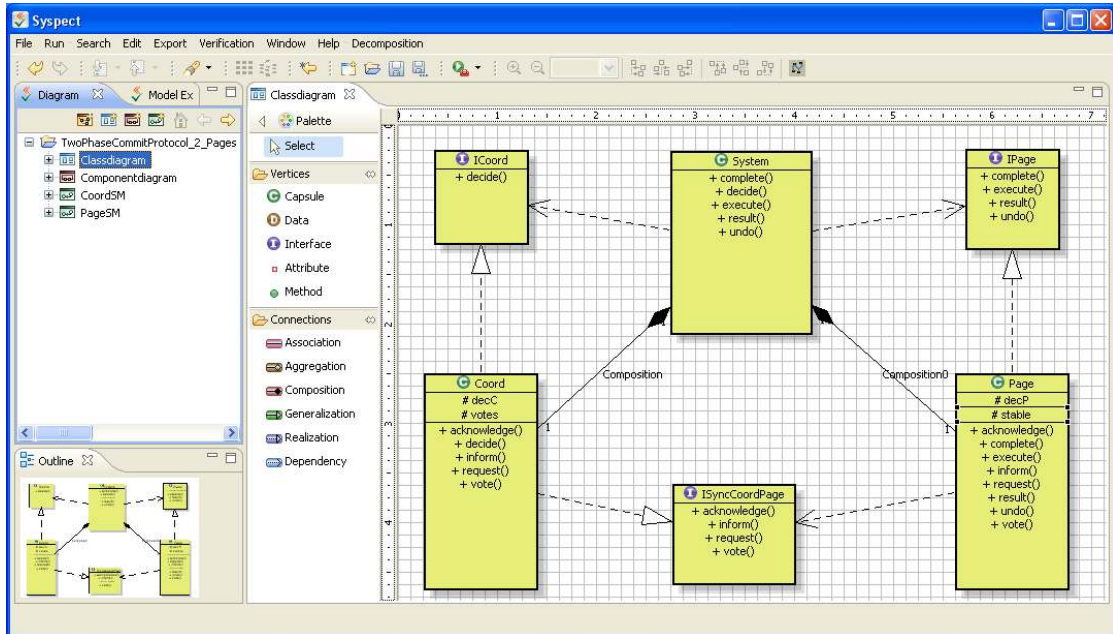 Syspect
File Run Search Edit Export Verification Window Help Decomposition
Diagram
Model Ex
TwoPhaseCommitProtocol_2_Pages
Classdiagram
Componentdiagram
CoordSM
PageSM
Outline
Classdiagram
Palette
Select
Vertices
Capsule
Data
Interface
Attribute
Method
Connections
Association
Aggregation
Composition
Generalization
Realization
Dependency
0 1 2 3 4 5 6 7
1
2
3
4
ICoord
+ decide()
System
+ complete()
+ decide()
+ execute()
+ result()
+ undo()
IPage
+ complete()
+ execute()
+ result()
+ undo()
Composition
Composition0
1
1
Coord
# decC
# votes
+ acknowledge()
+ decide()
+ inform()
+ request()
+ vote()
ISyncCoordPage
+ acknowledge()
+ inform()
+ request()
+ vote()
Page
# decP
# stable
+ acknowledge()
+ complete()
+ execute()
+ inform()
+ request()
+ result()
+ undo()
+ vote()